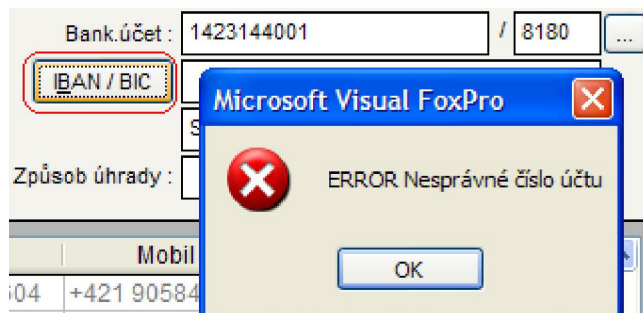 Bank.účet : 1423144001 / 8180 ...
IBAN / BIC
Microsoft Visual FoxPro
S
Způsob úhrady :
ERROR Nesprávné číslo účtu
OK
Mobil
604 +421 90584